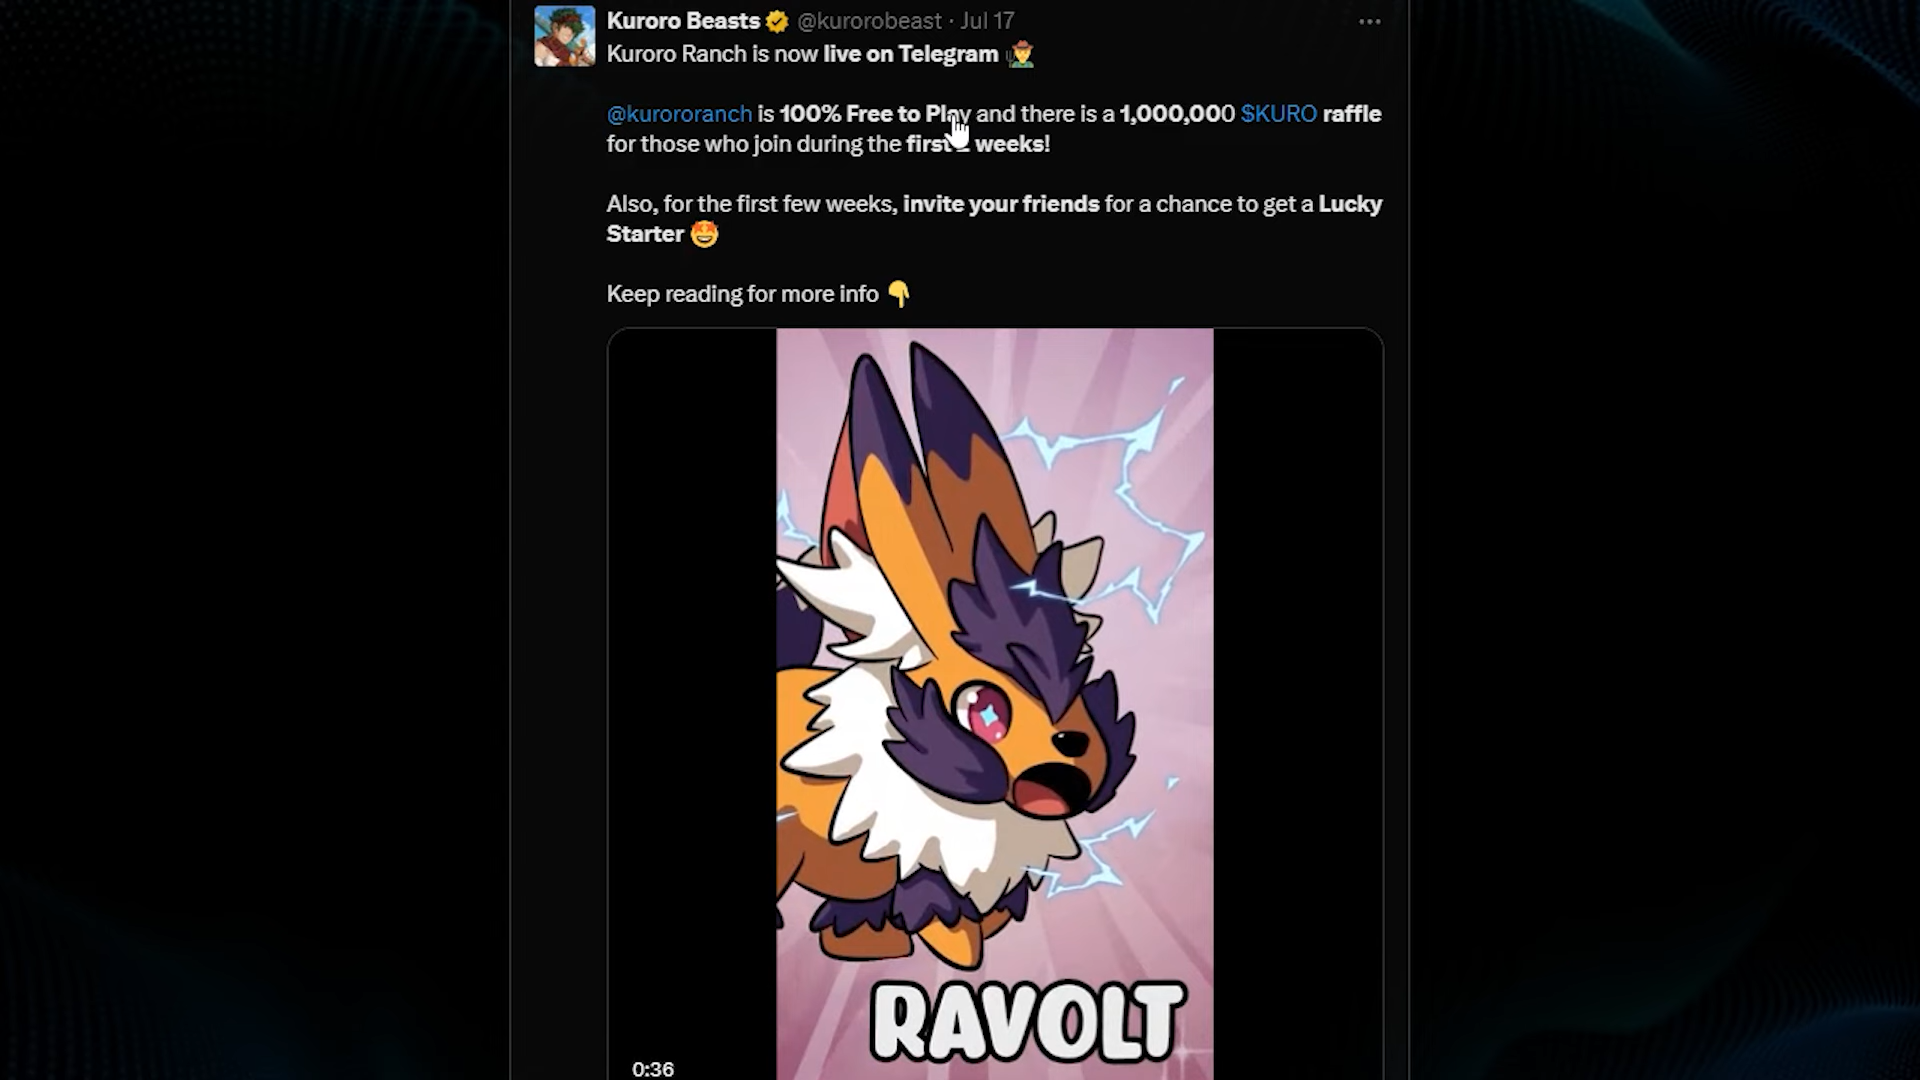 Kuroro Beasts @kurorobeast · Jul 17
Kuroro Ranch is now live on Telegram
@kurororanch is 100% Free to Play and there is a 1,000,000 $KURO raffle
for those who join during the first weeks!
Also, for the first few weeks, invite your friends for a chance to get a Lucky
Starter
Keep reading for more info
RAVOLT
0:36